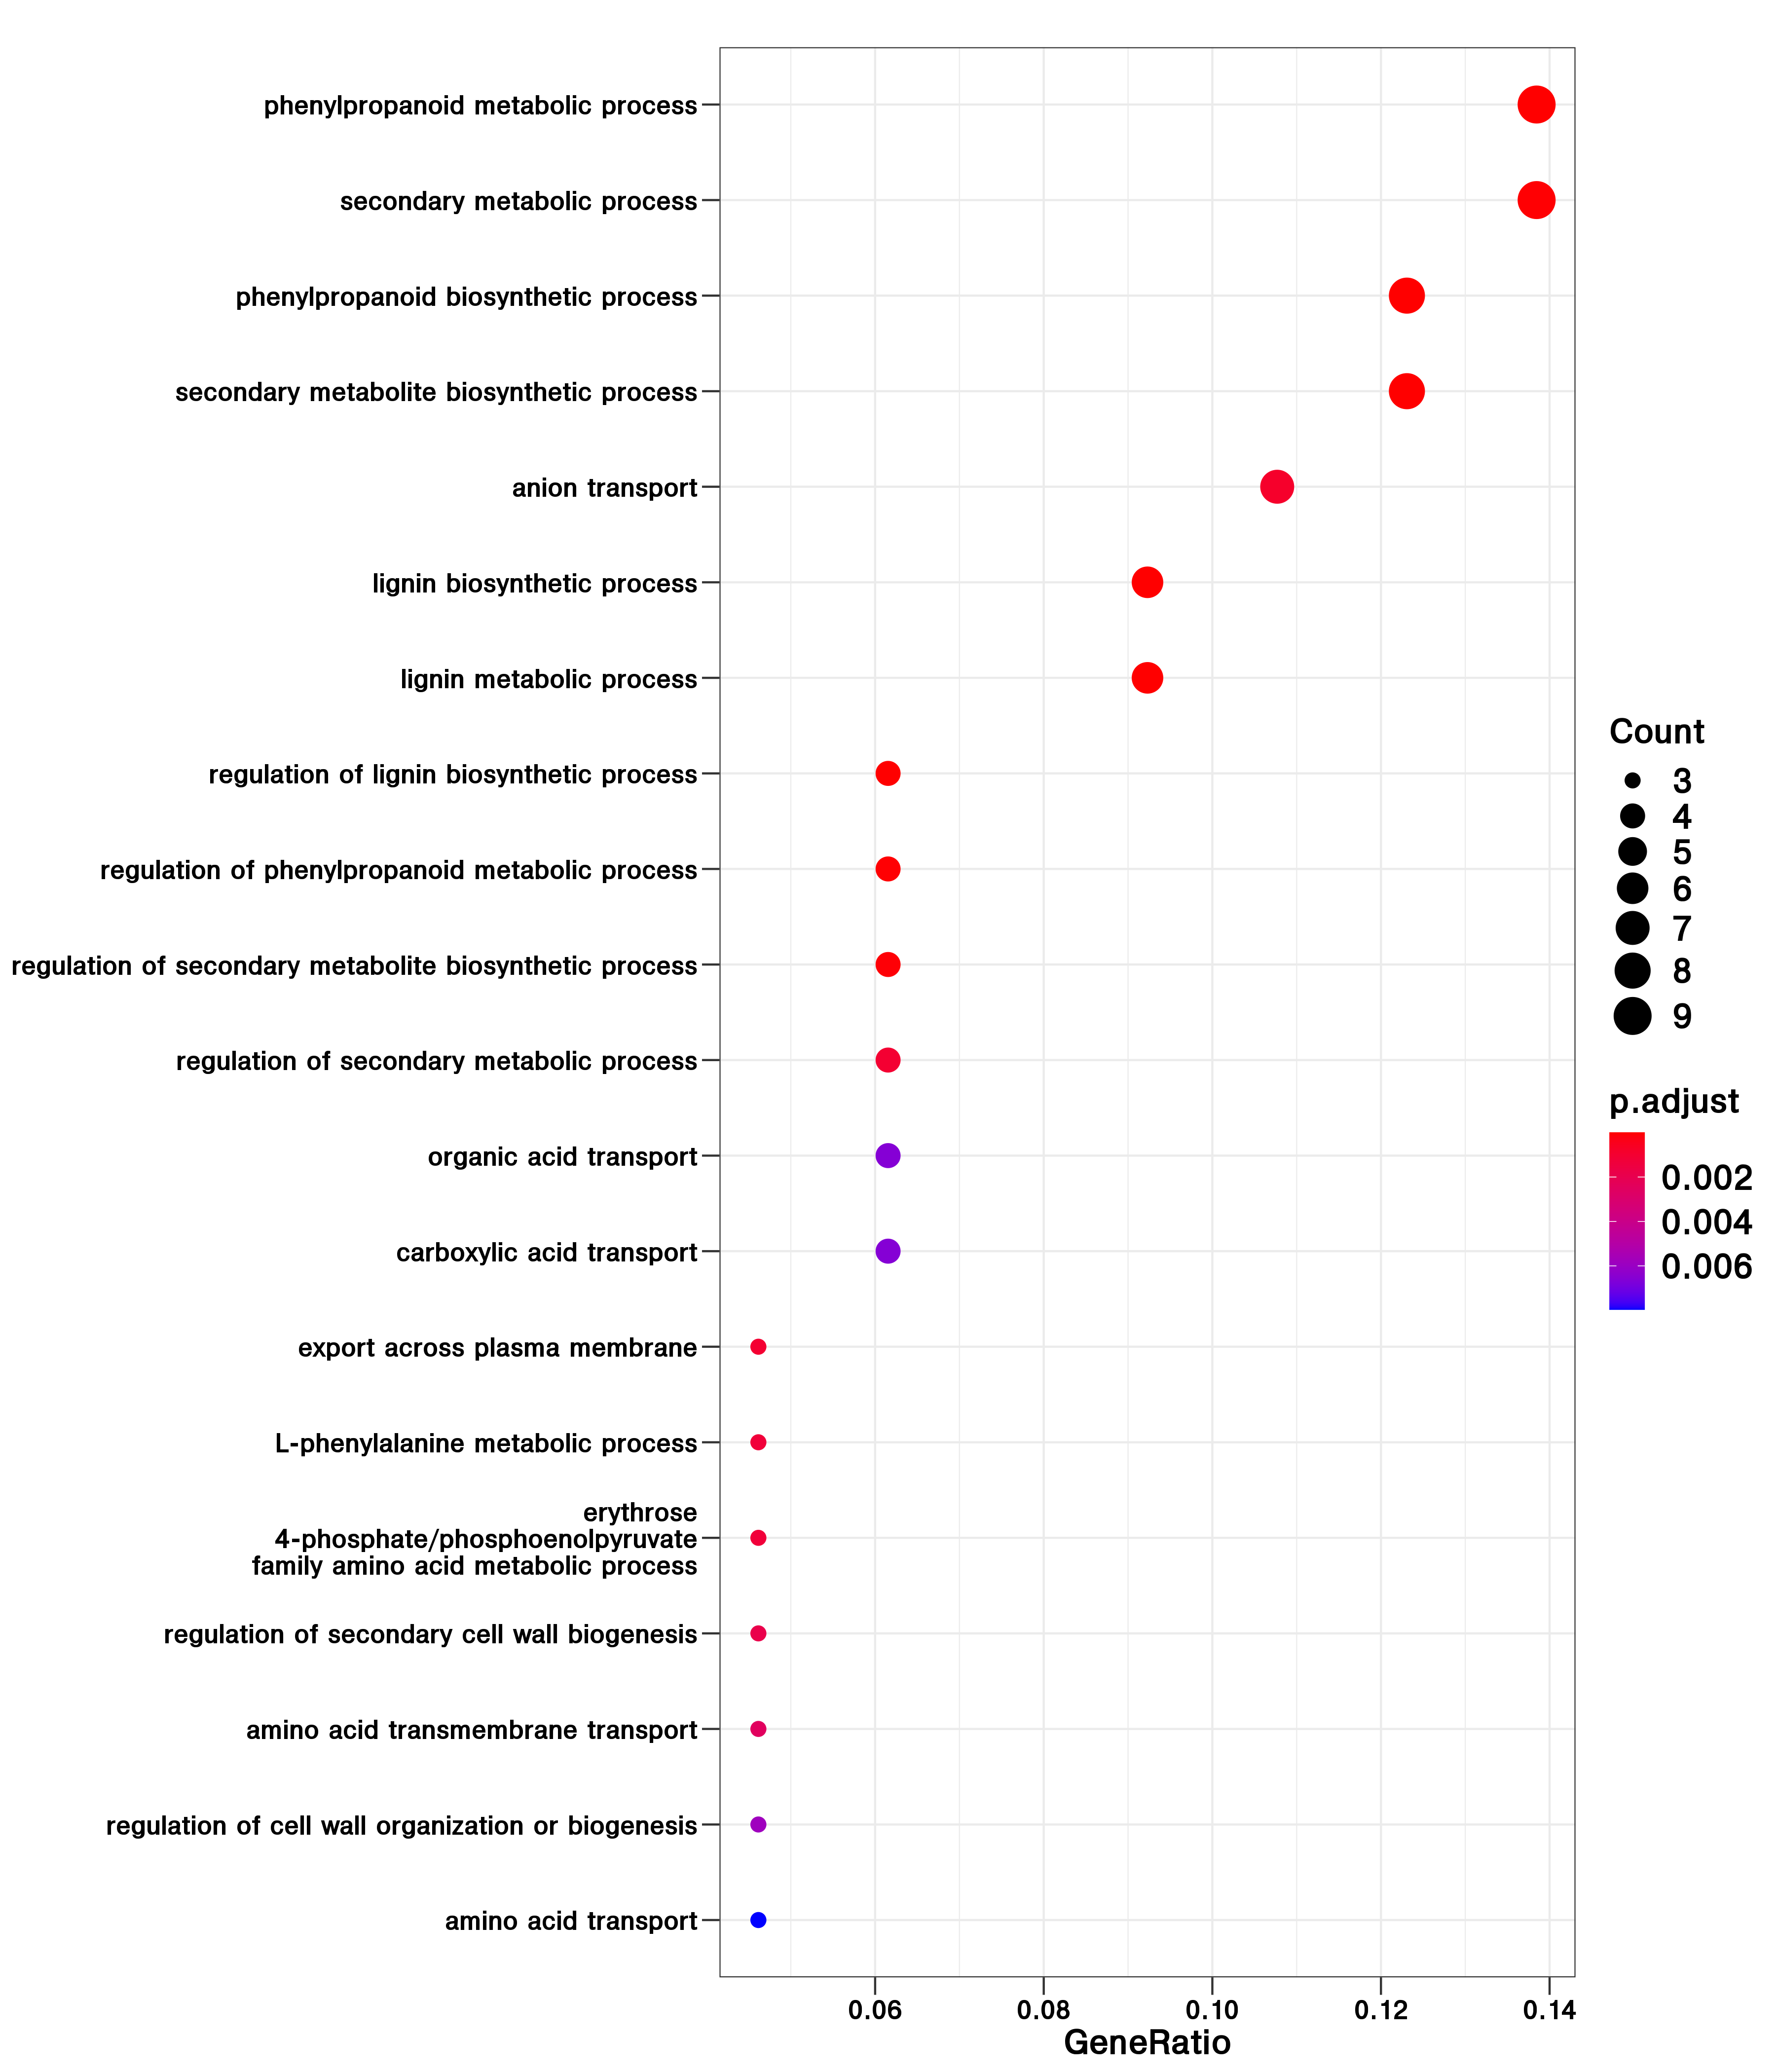 phenylpropanoid metabolic process
secondary metabolic process
phenylpropanoid biosynthetic process
secondary metabolite biosynthetic process
anion transport
lignin biosynthetic process
lignin metabolic process
regulation of lignin biosynthetic process
regulation of phenylpropanoid metabolic process
regulation of secondary metabolite biosynthetic process
regulation of secondary metabolic process
organic acid transport
carboxylic acid transport
export across plasma membrane
L-phenylalanine metabolic process
erythrose
4-phosphate/phosphoenolpyruvate
family amino acid metabolic process
regulation of secondary cell wall biogenesis
amino acid transmembrane transport
regulation of cell wall organization or biogenesis
amino acid transport
0.06 0.08 0.10 0.12 0.14
GeneRatio
Count
3
4
5
6
7
8
9
p.adjust
0.002
0.004
0.006